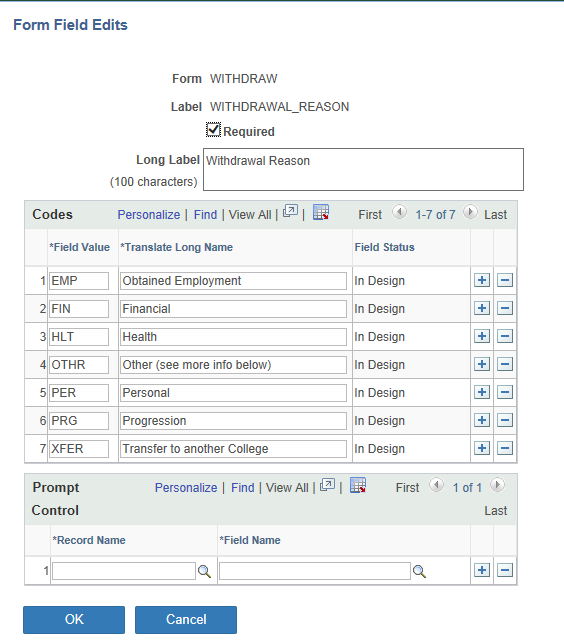 Form Field Edits
Form WITHDRAW
Label WITHDRAWAL_REASON
Required
Long Label Withdrawal Reason
(100 characters)
Codes Personalize | Find | View All | | First 1-7 of 7 Last
*Field Value *Translate Long Name Field Status
1 EMP Obtained Employment In Design
2 FIN Financial In Design
3 HLT Health In Design
4 OTHR Other (see more info below) In Design
5 PER Personal In Design
6 PRG Progression In Design
7 XFER Transfer to another College In Design
Prompt Personalize | Find | View All | | First 1 of 1
Control Last
*Record Name *Field Name
1
OK Cancel